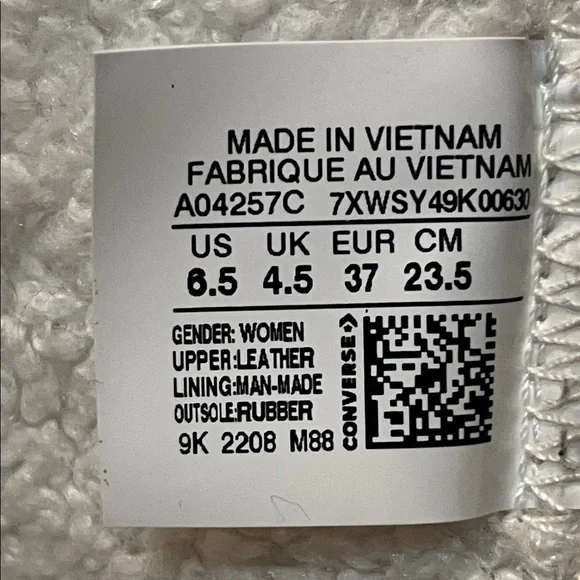 MADE IN VIETNAM
FABRIQUE AU VIETNAM
A04257C 7XWSY49K00630
US UK EUR CM
6.5 4.5 37 23.5
GENDER: WOMEN
UPPER:LEATHER
LINING:MAN-MADE
OUTSOLE:RUBBER
9K 2208 M88
CONVERSE